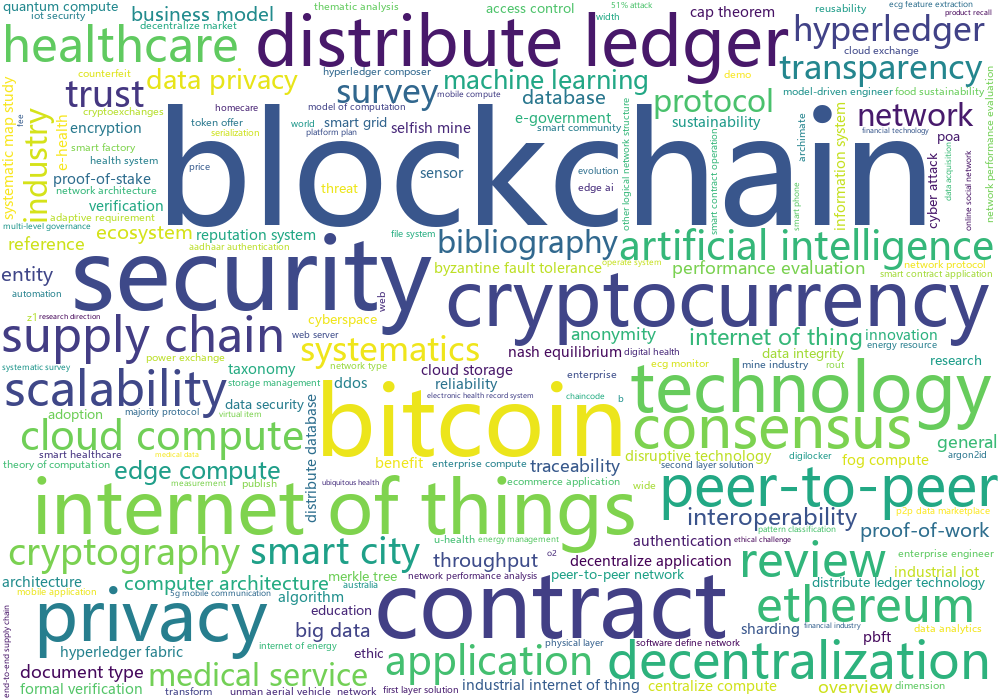 quantum compute
iot security
business model
decentralize market
thematic analysis
access control
51% attack
width
cap theorem
reusability
ecg feature extraction
product recall
healthcare
distribute ledger
hyperledger
cloud exchange
transparency
counterfeit
data privacy
hyperledger composer
machine learning
demo
trust
survey
mobile compute
database
protocol
model-driven engineer
food sustainability
systematic map study
industry
fee
e-health
cryptoexchanges
homecare
model of computation
e-government
sustainability
network
encryption
token offer
world
smart grid
selfish mine
smart community
financial technology
serialization
platform plan
poa
smart factory
health system
blockchain
price
sensor
evolution
edge ai
threat
other logical network structure
smart contract operation
smart phone
archimate
information system
cyber attack
data acquisition
online social network
network performance evaluation
proof-of-stake
network architecture
verification
adaptive requirement
multi-level governance
ecosystem
reputation system
file system
bibliography
artificial intelligence
reference
aadhaar authentication
entity
automation
security
web
byzantine fault tolerance
operate system
performance evaluation
network protocol
smart contract application
cryptocurrency
z1
research direction
cyberspace
supply chain
web server
anonymity
internet of thing
innovation
energy resource
systematics
nash equilibrium
digital health
power exchange
data integrity
systematic survey
taxonomy
network type
cloud storage
ecg monitor
mine industry
rout
research
scalability
storage management
ddos
reliability
enterprise
technology
data security
electronic health record system
chaincode
b
adoption
majority protocol
virtual item
bitcoin
consensus
cloud compute
distribute database
general
smart healthcare
medical data
disruptive technology
digilocker
argon2id
theory of computation
edge compute
benefit
enterprise compute
traceability
second layer solution
fog compute
measurement
publish
ubiquitous health
ecommerce application
wide
peer-to-peer
p2p data marketplace
internet of things
interoperability
pattern classification
proof-of-work
u-health
energy management
authentication
ethical challenge
cryptography
smart city
throughput
o2
decentralize application
review
enterprise engineer
architecture
computer architecture
merkle tree
network performance analysis
peer-to-peer network
industrial iot
distribute ledger technology
mobile application
5g mobile communication
australia
algorithm
end-to-end supply chain
privacy
education
contract
ethereum
big data
sharding
financial industry
data analytics
internet of energy
physical layer
software define network
pbft
hyperledger fabric
ethic
application
decentralization
document type
medical service
formal verification
transform
unman aerial vehicle
network
first layer solution
industrial internet of thing
centralize compute
overview
dimension